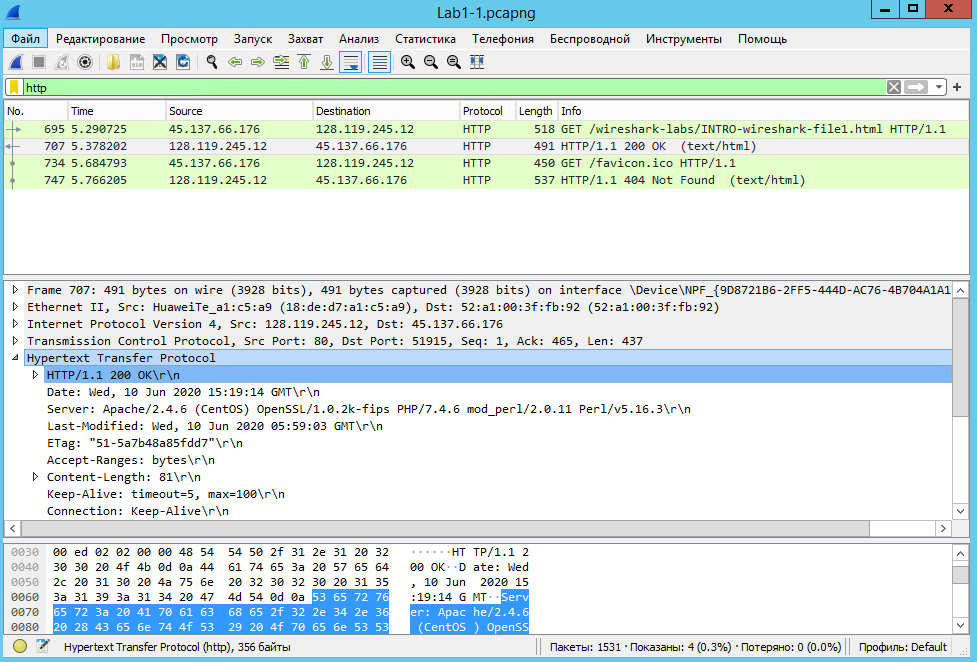 Lab1-1.pcapng
Файл Редактирование Просмотр Запуск Захват Анализ Статистика Телефония Беспроводной Инструменты Помощь
http
No. Time Source Destination Protocol Length Info
695 5.290725 45.137.66.176 128.119.245.12 HTTP 518 GET /wireshark-labs/INTRO-wireshark-file1.html HTTP/1.1
707 5.378202 128.119.245.12 45.137.66.176 HTTP 491 HTTP/1.1 200 OK (text/html)
734 5.684793 45.137.66.176 128.119.245.12 HTTP 450 GET /favicon.ico HTTP/1.1
747 5.766205 128.119.245.12 45.137.66.176 HTTP 537 HTTP/1.1 404 Not Found (text/html)
Frame 707: 491 bytes on wire (3928 bits), 491 bytes captured (3928 bits) on interface \Device\NPF_{9D8721B6-2FF5-444D-AC76-4B704A1A1
Ethernet II, Src: HuaweiTe_a1:c5:a9 (18:de:d7:a1:c5:a9), Dst: 52:a1:00:3f:fb:92 (52:a1:00:3f:fb:92)
Internet Protocol Version 4, Src: 128.119.245.12, Dst: 45.137.66.176
Transmission Control Protocol, Src Port: 80, Dst Port: 51915, Seq: 1, Ack: 465, Len: 437
Hypertext Transfer Protocol
HTTP/1.1 200 OK\r\n
Date: Wed, 10 Jun 2020 15:19:14 GMT\r\n
Server: Apache/2.4.6 (CentOS) OpenSSL/1.0.2k-fips PHP/7.4.6 mod_perl/2.0.11 Perl/v5.16.3\r\n
Last-Modified: Wed, 10 Jun 2020 05:59:03 GMT\r\n
ETag: "51-5a7b48a85fdd7"\r\n
Accept-Ranges: bytes\r\n
Content-Length: 81\r\n
Keep-Alive: timeout=5, max=100\r\n
Connection: Keep-Alive\r\n
0030 00 ed 02 02 00 00 48 54 54 50 2f 31 2e 31 20 32 ······HT TP/1.1 2
0040 30 30 20 4f 4b 0d 0a 44 61 74 65 3a 20 57 65 64 00 OK··D ate: Wed
0050 2c 20 31 30 20 4a 75 6e 20 32 30 32 30 20 31 35 , 10 Jun 2020 15
0060 3a 31 39 3a 31 34 20 47 4d 54 0d 0a 53 65 72 76 :19:14 G MT··Serv
0070 65 72 3a 20 41 70 61 63 68 65 2f 32 2e 34 2e 36 er: Apac he/2.4.6
0080 20 28 43 65 6e 74 4f 53 29 20 4f 70 65 6e 53 53 (CentOS ) OpenSS
Hypertext Transfer Protocol (http), 356 байты Пакеты: 1531 · Показаны: 4 (0.3%) · Потеряно: 0 (0.0%) Профиль: Default